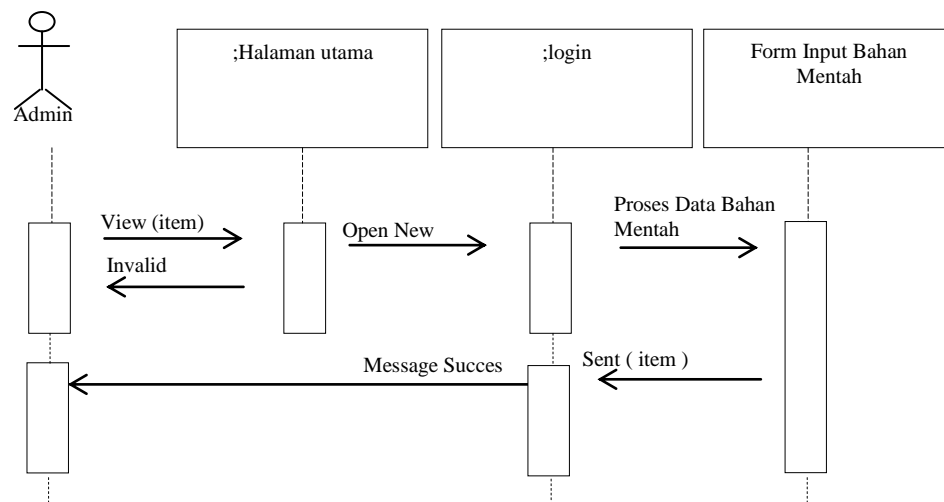 ;Halaman utama
;login
Form Input Bahan
Mentah
Admin
View (item)
Open New
Proses Data Bahan
Mentah
Invalid
Message Succes
Sent ( item )